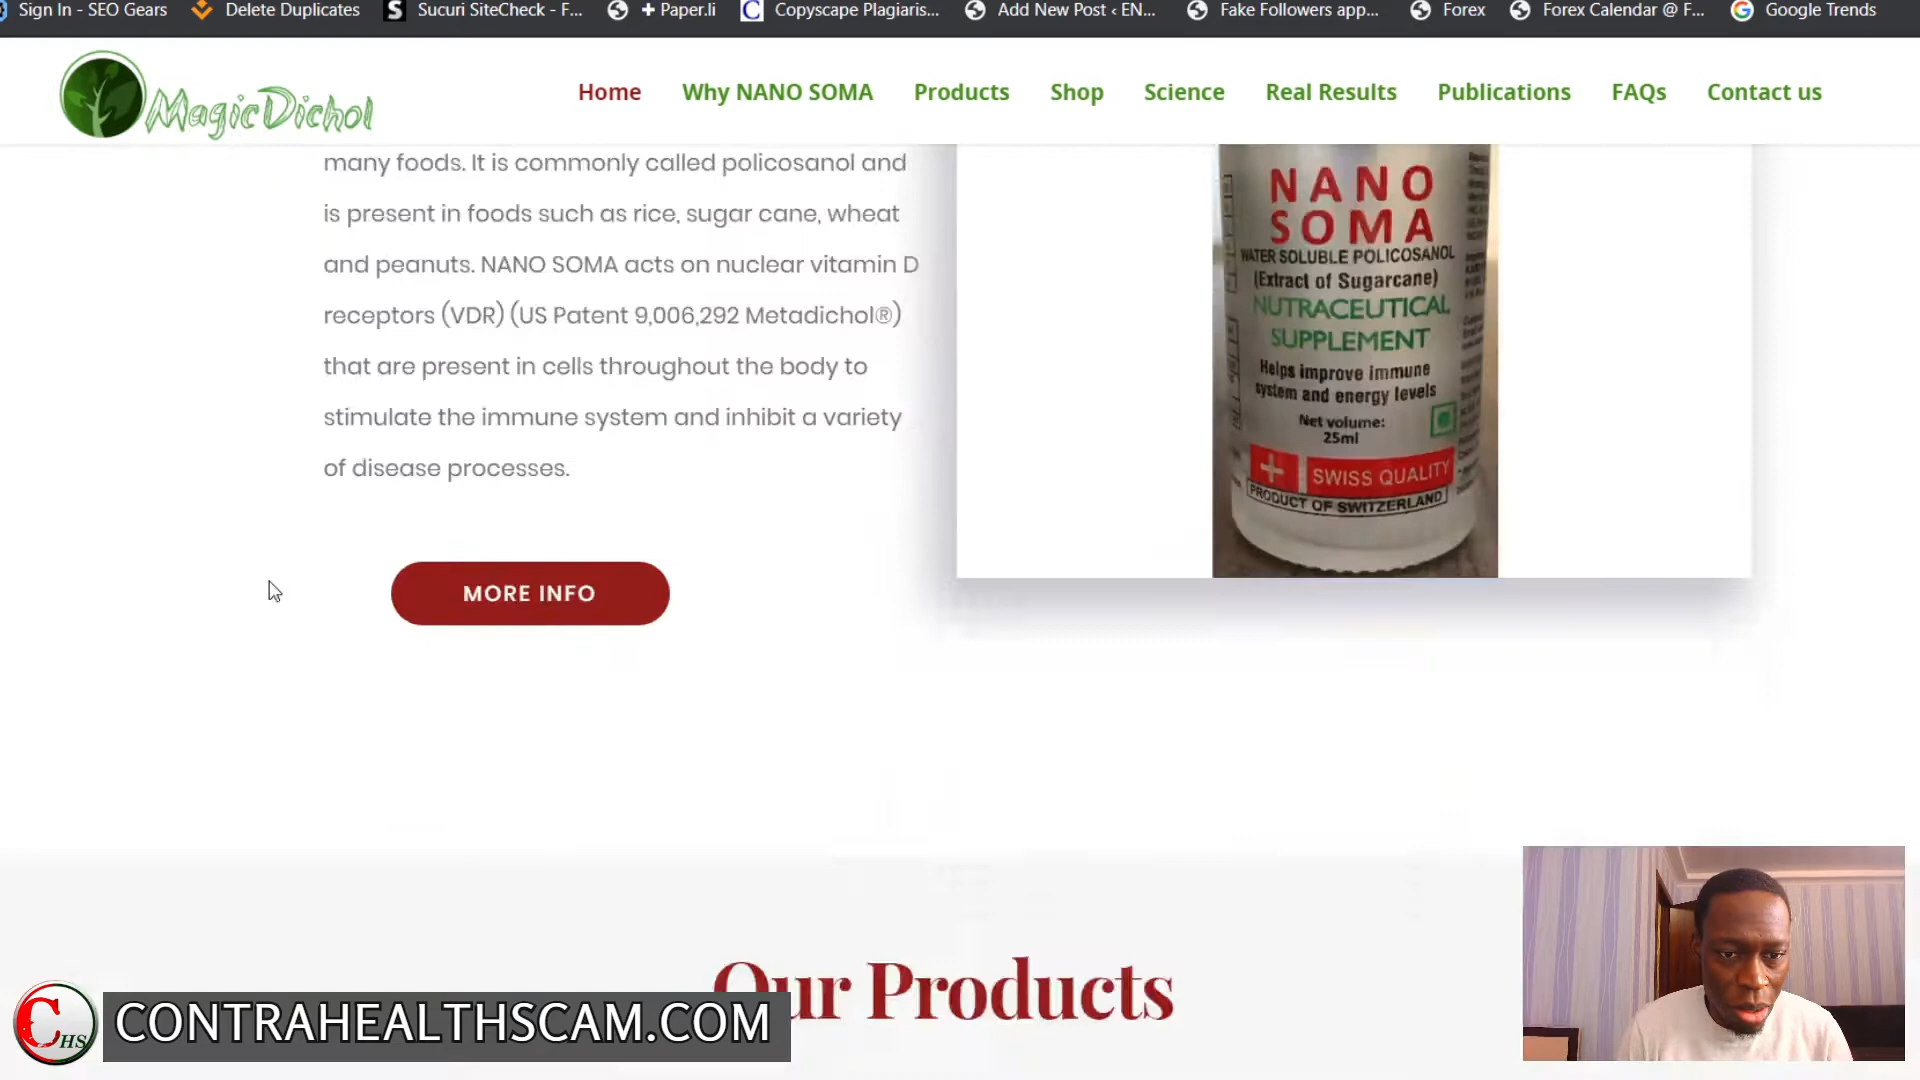 Sign In - SEO Gears
Delete Duplicates
S
Sucuri SiteCheck - F...
+ Paper.li
C
Copyscape Plagiaris...
Add New Post ‹ EN...
Fake Followers app...
Forex
Forex Calendar @ F...
G
Google Trends
MagicDichol
Home
Why NANO SOMA
Products
Shop
Science
Real Results
Publications
FAQs
Contact us
many foods. It is commonly called policosanol and
is present in foods such as rice, sugar cane, wheat
and peanuts. NANO SOMA acts on nuclear vitamin D
receptors (VDR) (US Patent 9,006,292 Metadichol®)
that are present in cells throughout the body to
stimulate the immune system and inhibit a variety
of disease processes.
MORE INFO
NANO
SOMA
WATER SOLUBLE POLICOSANOL
(Extract of Sugarcane)
NUTRACEUTICAL
SUPPLEMENT
Helps improve immune
system and energy levels
Net volume:
25ml
SWISS QUALITY
PRODUCT OF SWITZERLAND
Our Products
CHS
CONTRAHEALTHSCAM.COM